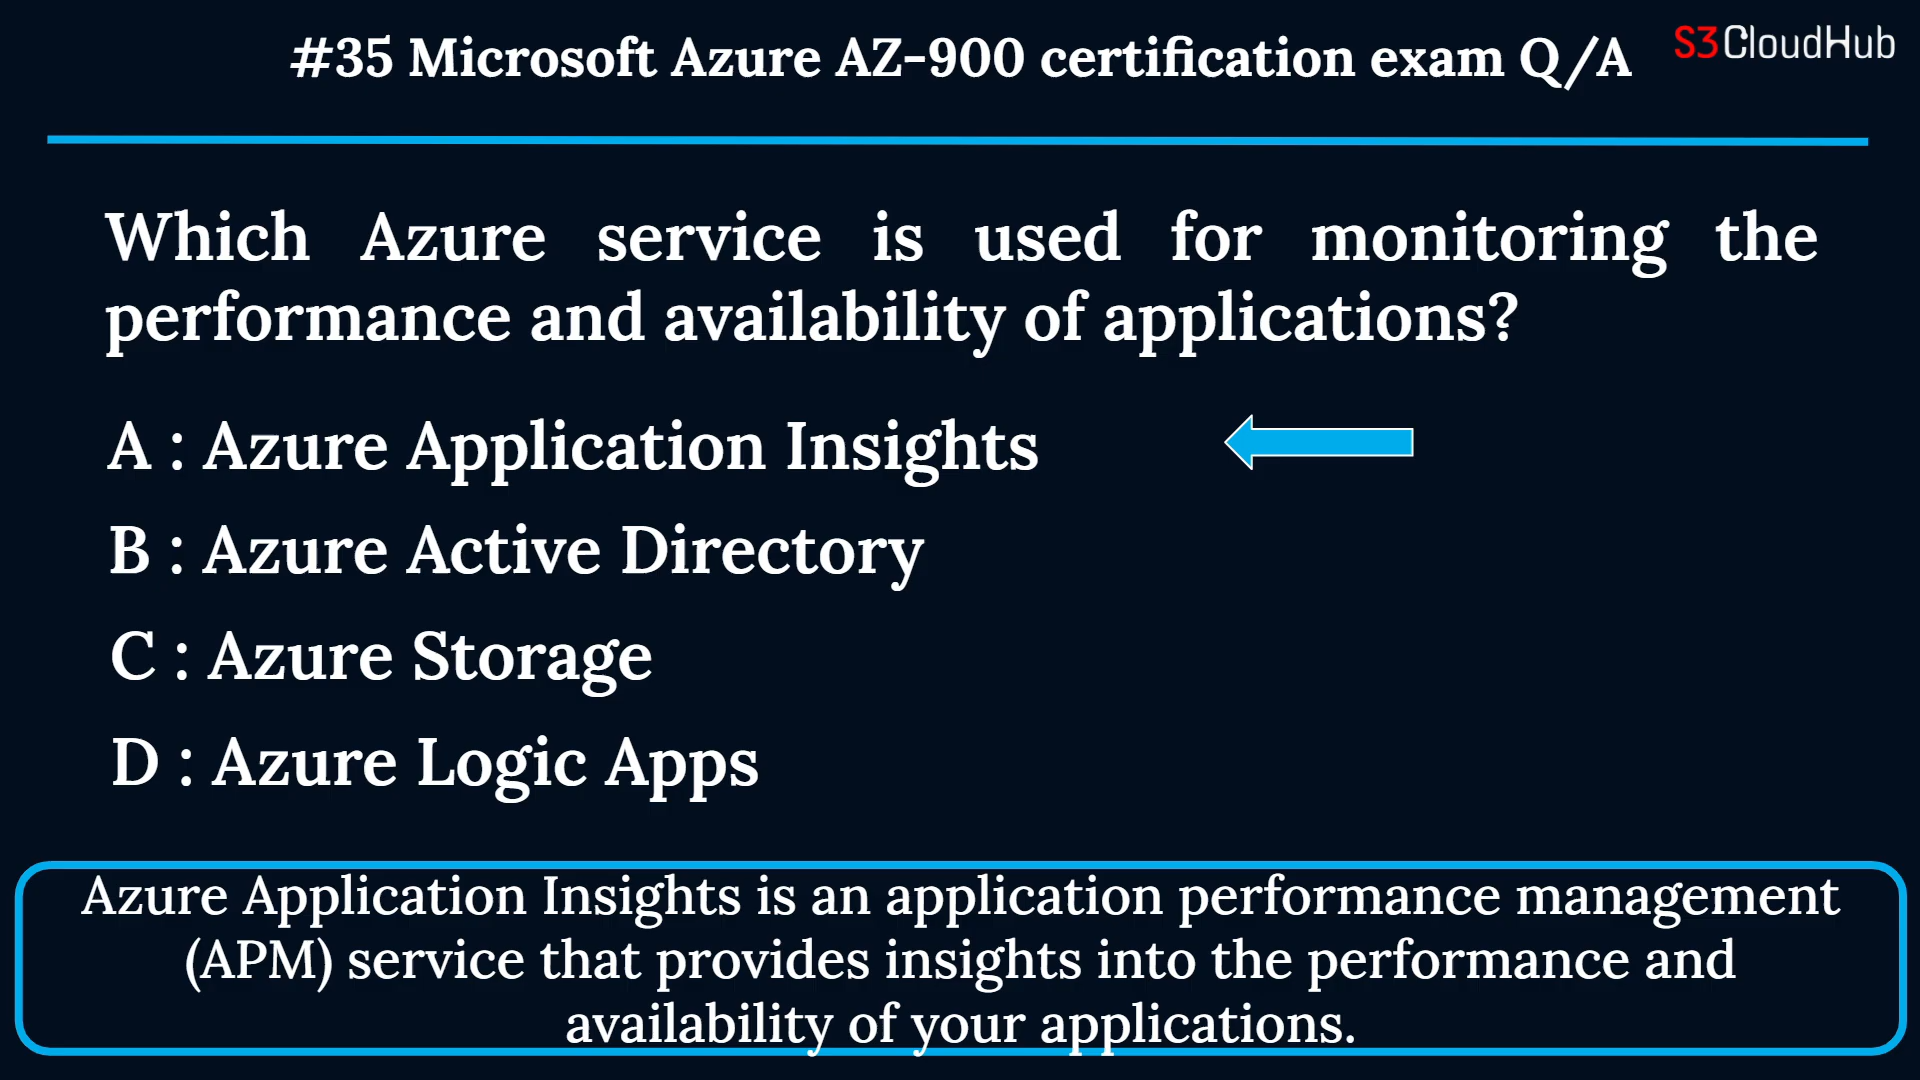 #35 Microsoft Azure AZ-900 certification exam Q/A
S3CloudHub
Which Azure service is used for monitoring the
performance and availability of applications?
A : Azure Application Insights
B : Azure Active Directory
C : Azure Storage
D : Azure Logic Apps
Azure Application Insights is an application performance management
(APM) service that provides insights into the performance and
availability of your applications.